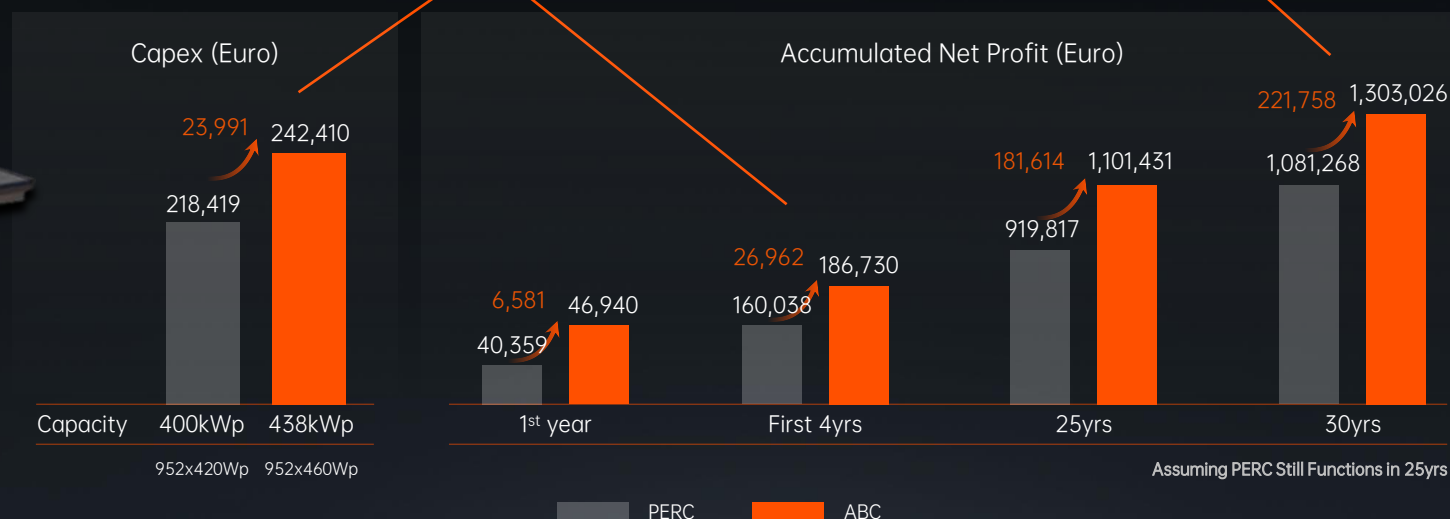 Capex (Euro)
23,991
242,410
218,419
Capacity 400kWp 438kWp
952x420Wp 952x460Wp
Accumulated Net Profit (Euro)
6,581
46,940
40,359
26,962
186,730
160,038
181,614
1,101,431
919,817
221,758
1,303,026
1,081,268
1st year First 4yrs 25yrs 30yrs
Assuming PERC Still Functions in 25yrs
PERC ABC